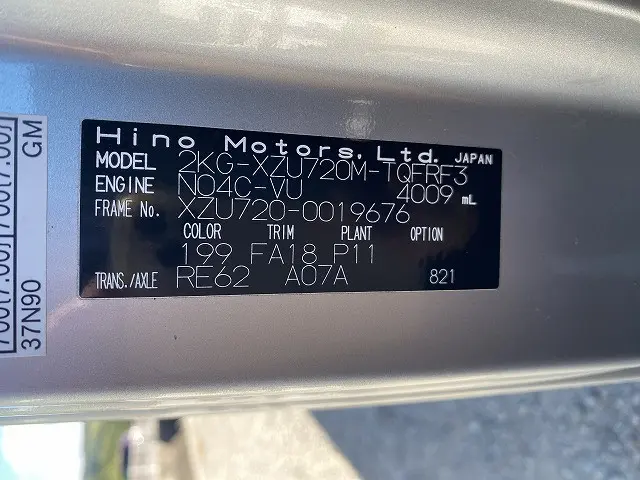 Hino Motors, Ltd. JAPAN
MODEL 2KG-XZU720M-TQFRF3
ENGINE N04C-VU 4009 mL
FRAME No. XZU720-0019676
COLOR TRIM PLANT OPTION
199 FA18 P11
TRANS./AXLE RE62 A07A 821
GM
37N90